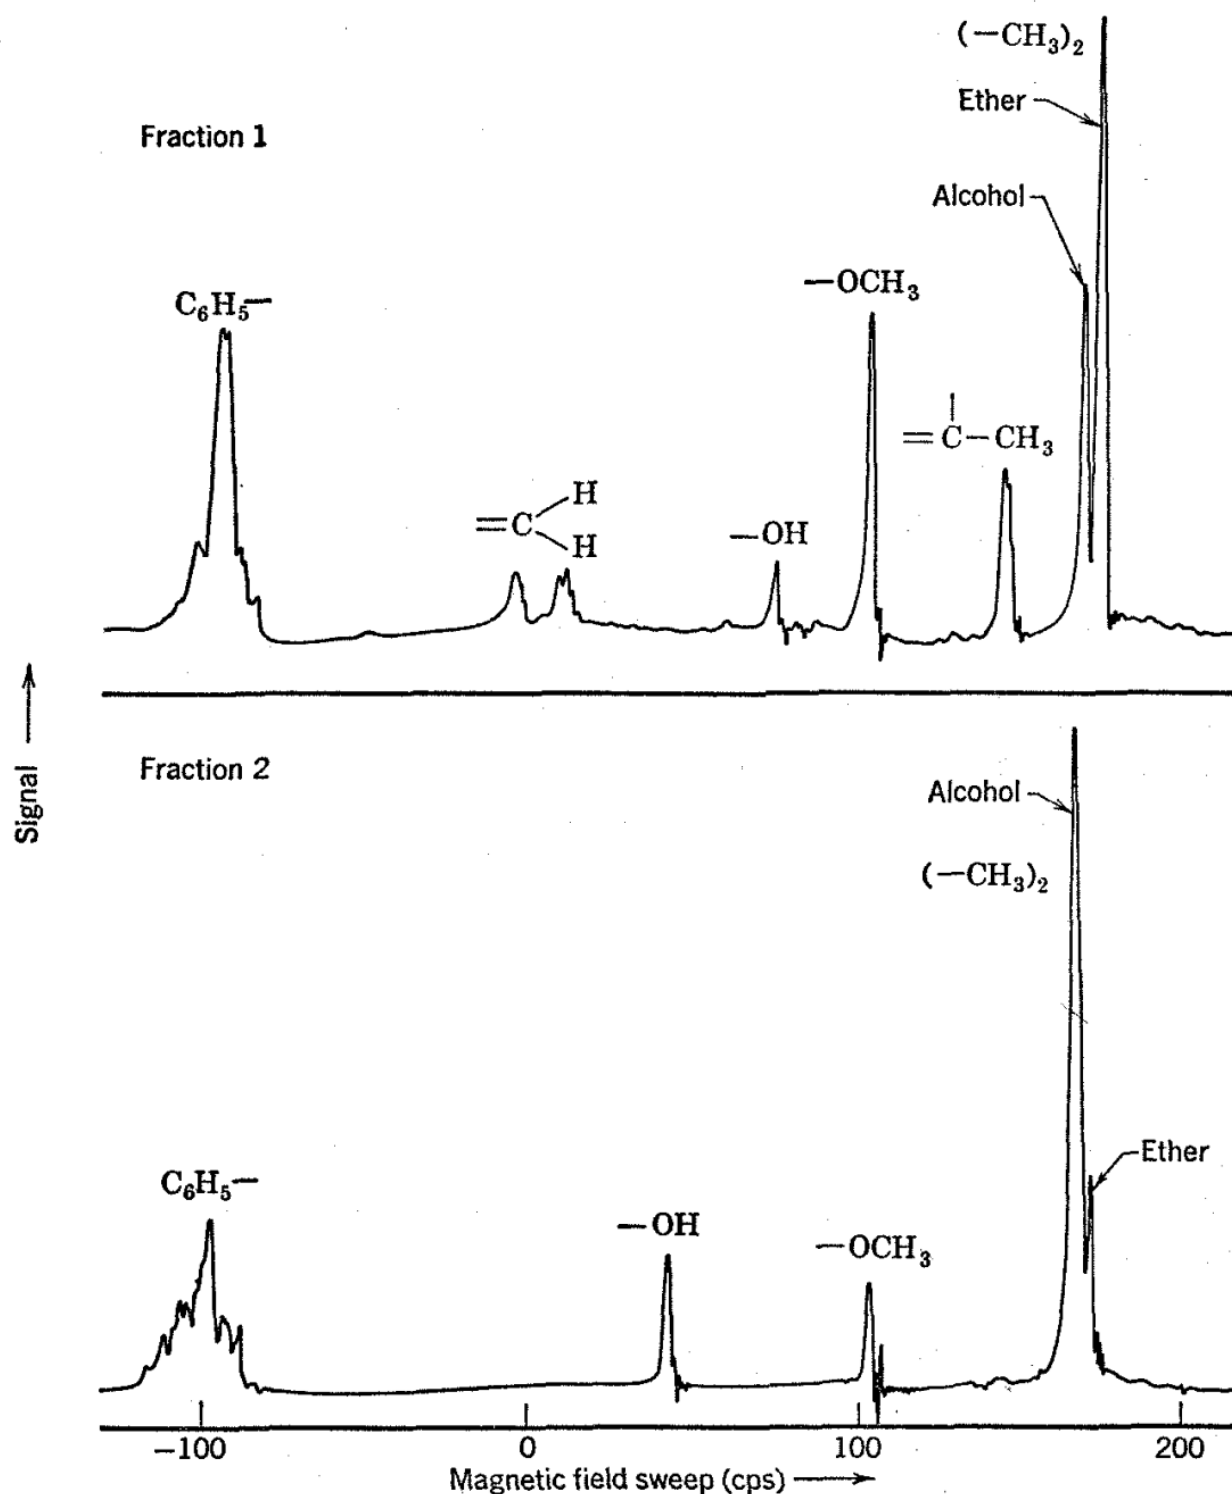 (—CH₃)₂
Ether
Fraction 1
Alcohol
—OCH₃
C₆H₅—
=C—CH₃
H
=C
H
—OH
Signal
Fraction 2
Alcohol
(—CH₃)₂
Ether
C₆H₅—
—OH
—OCH₃
—100 0 100 200
Magnetic field sweep (cps)